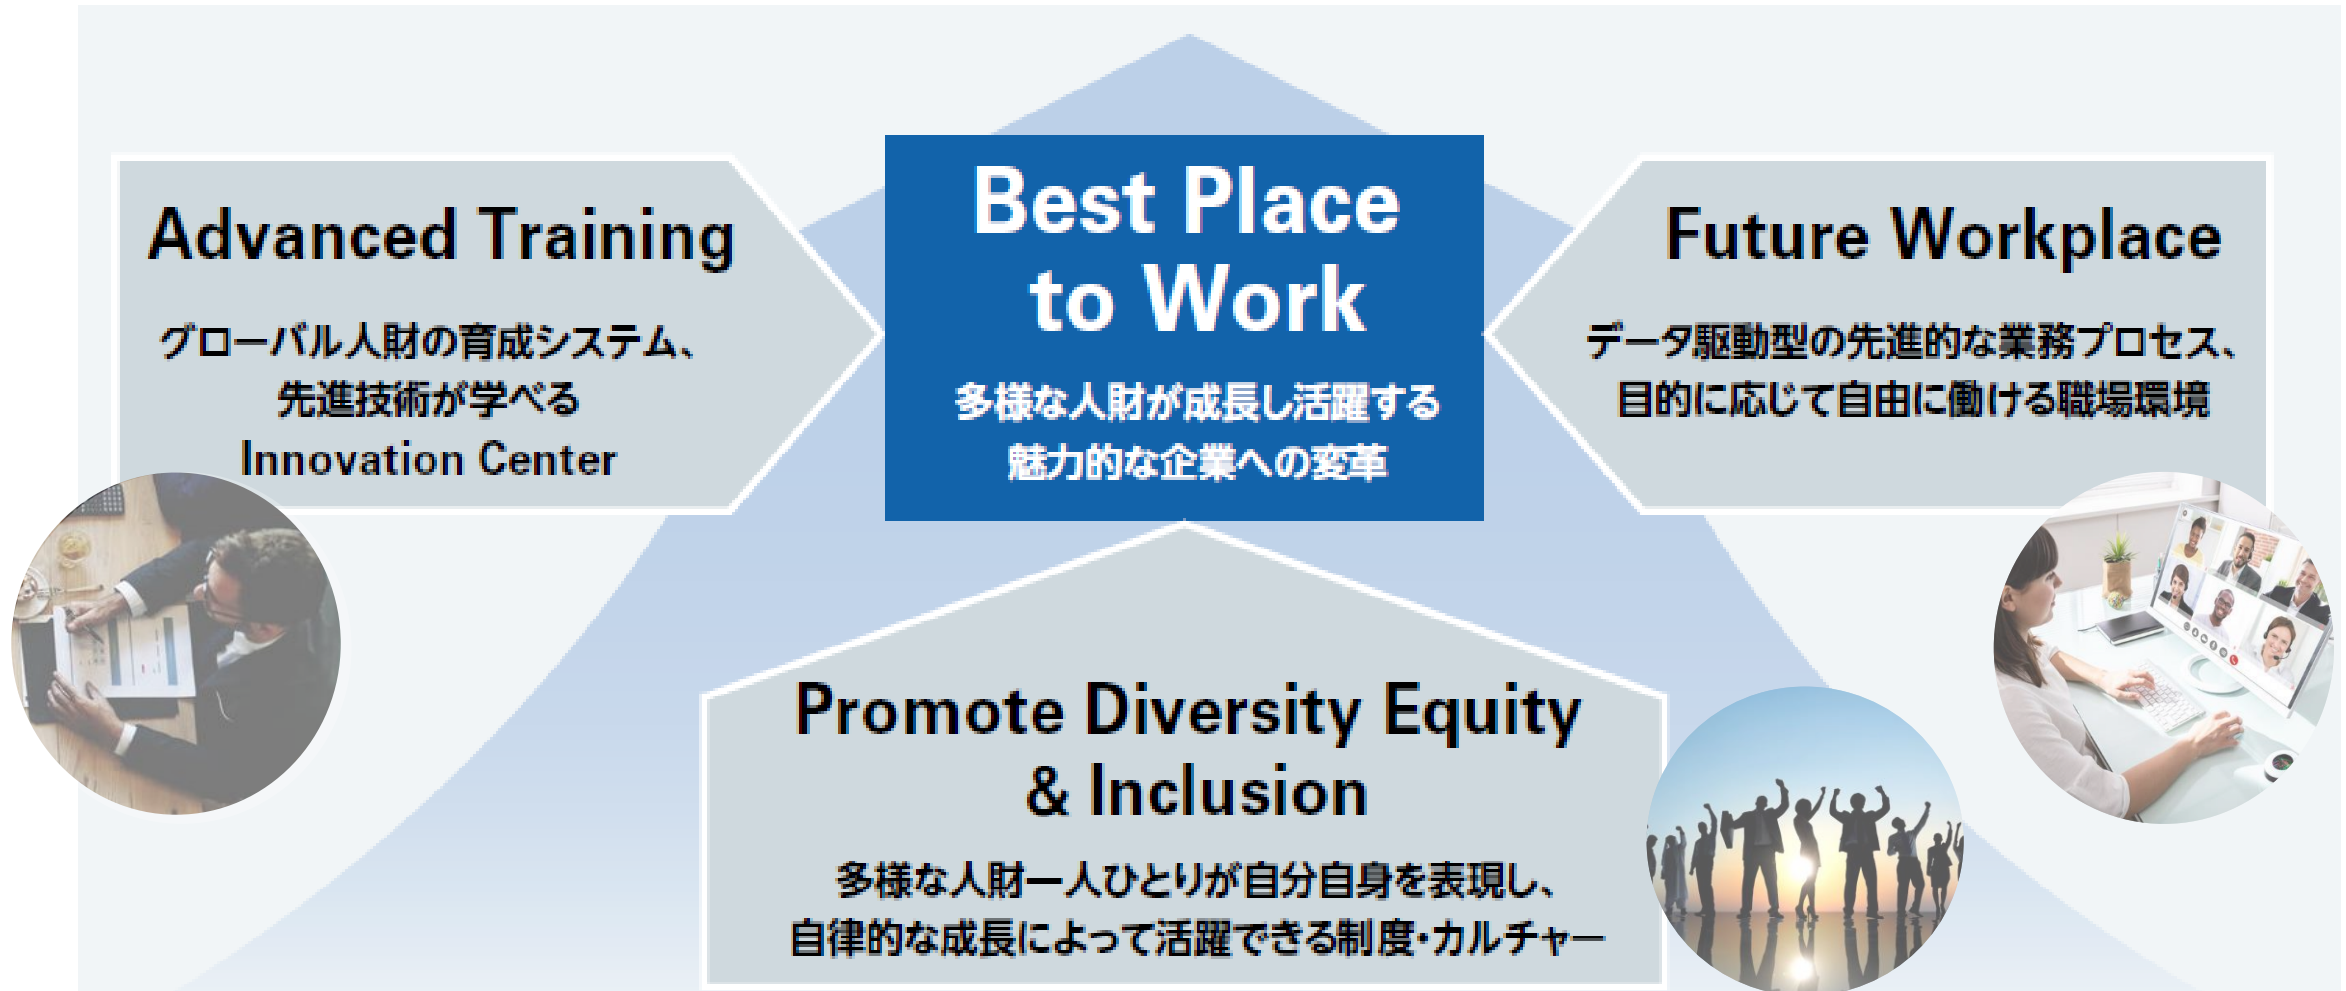 Advanced Training
グローバル人財の育成システム、
先進技術が学べる
Innovation Center
Best Place
to Work
多様な人財が成長し活躍する
魅力的な企業への変革
Future Workplace
データ駆動型の先進的な業務プロセス、
目的に応じて自由に働ける職場環境
Promote Diversity Equity
& Inclusion
多様な人財一人ひとりが自分自身を表現し、
自律的な成長によって活躍できる制度・カルチャー